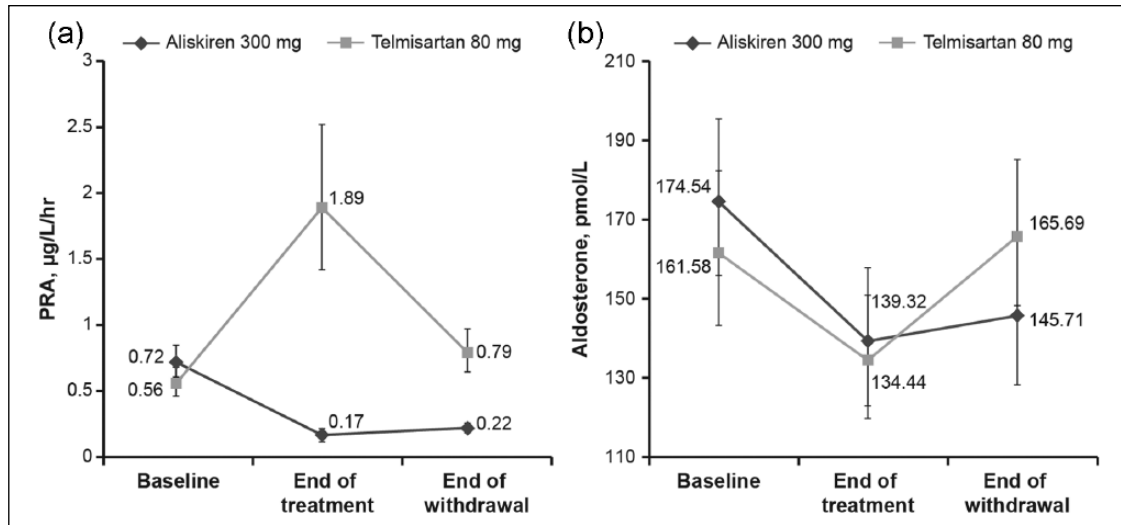 (a)
Aliskiren 300 mg Telmisartan 80 mg
3
2.5
2
1.5
1
0.5
0
PRA, µg/L/hr
0.72
0.56
1.89
0.17
0.79
0.22
Baseline
End of
treatment
End of
withdrawal
(b)
Aliskiren 300 mg Telmisartan 80 mg
210
190
170
150
130
110
Aldosterone, pmol/L
174.54
161.58
139.32
134.44
165.69
145.71
Baseline
End of
treatment
End of
withdrawal